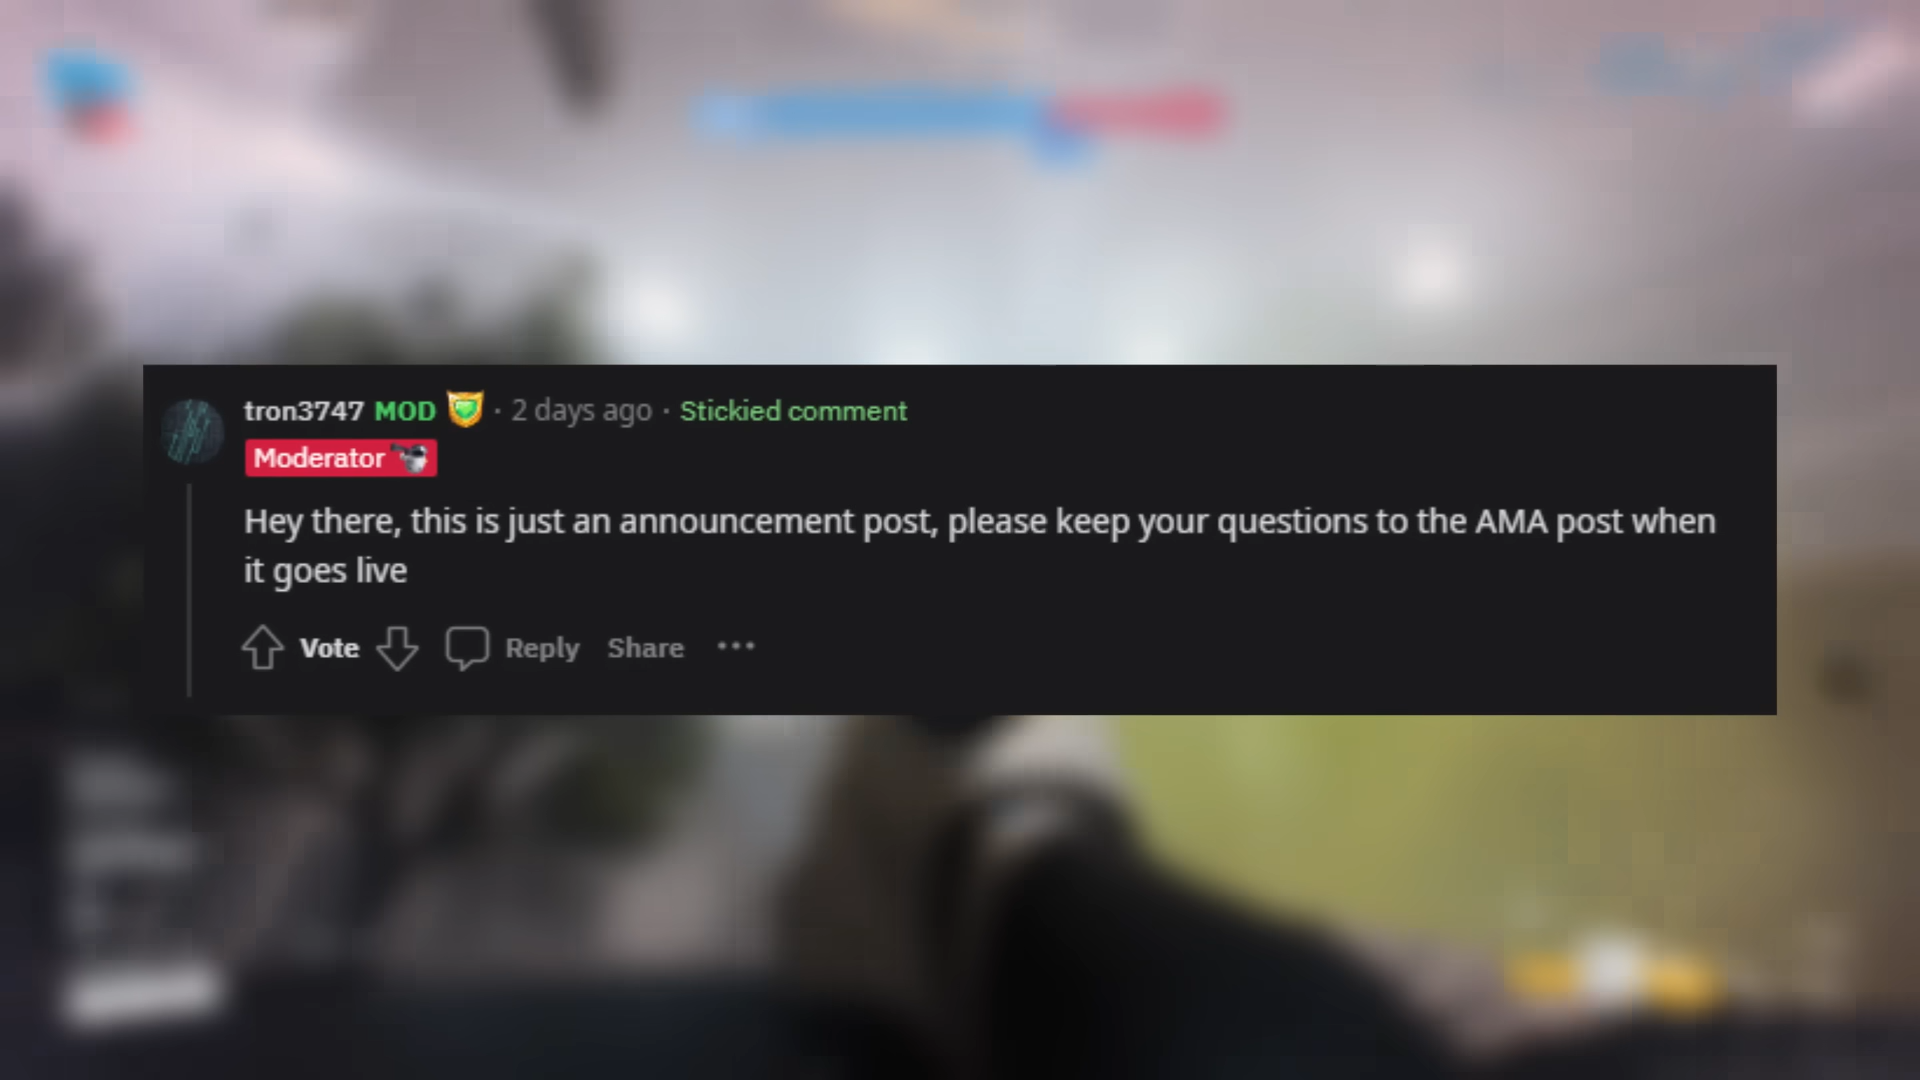 tron3747 MOD · 2 days ago · Stickied comment
Moderator
Hey there, this is just an announcement post, please keep your questions to the AMA post when
it goes live
Vote Reply Share ···